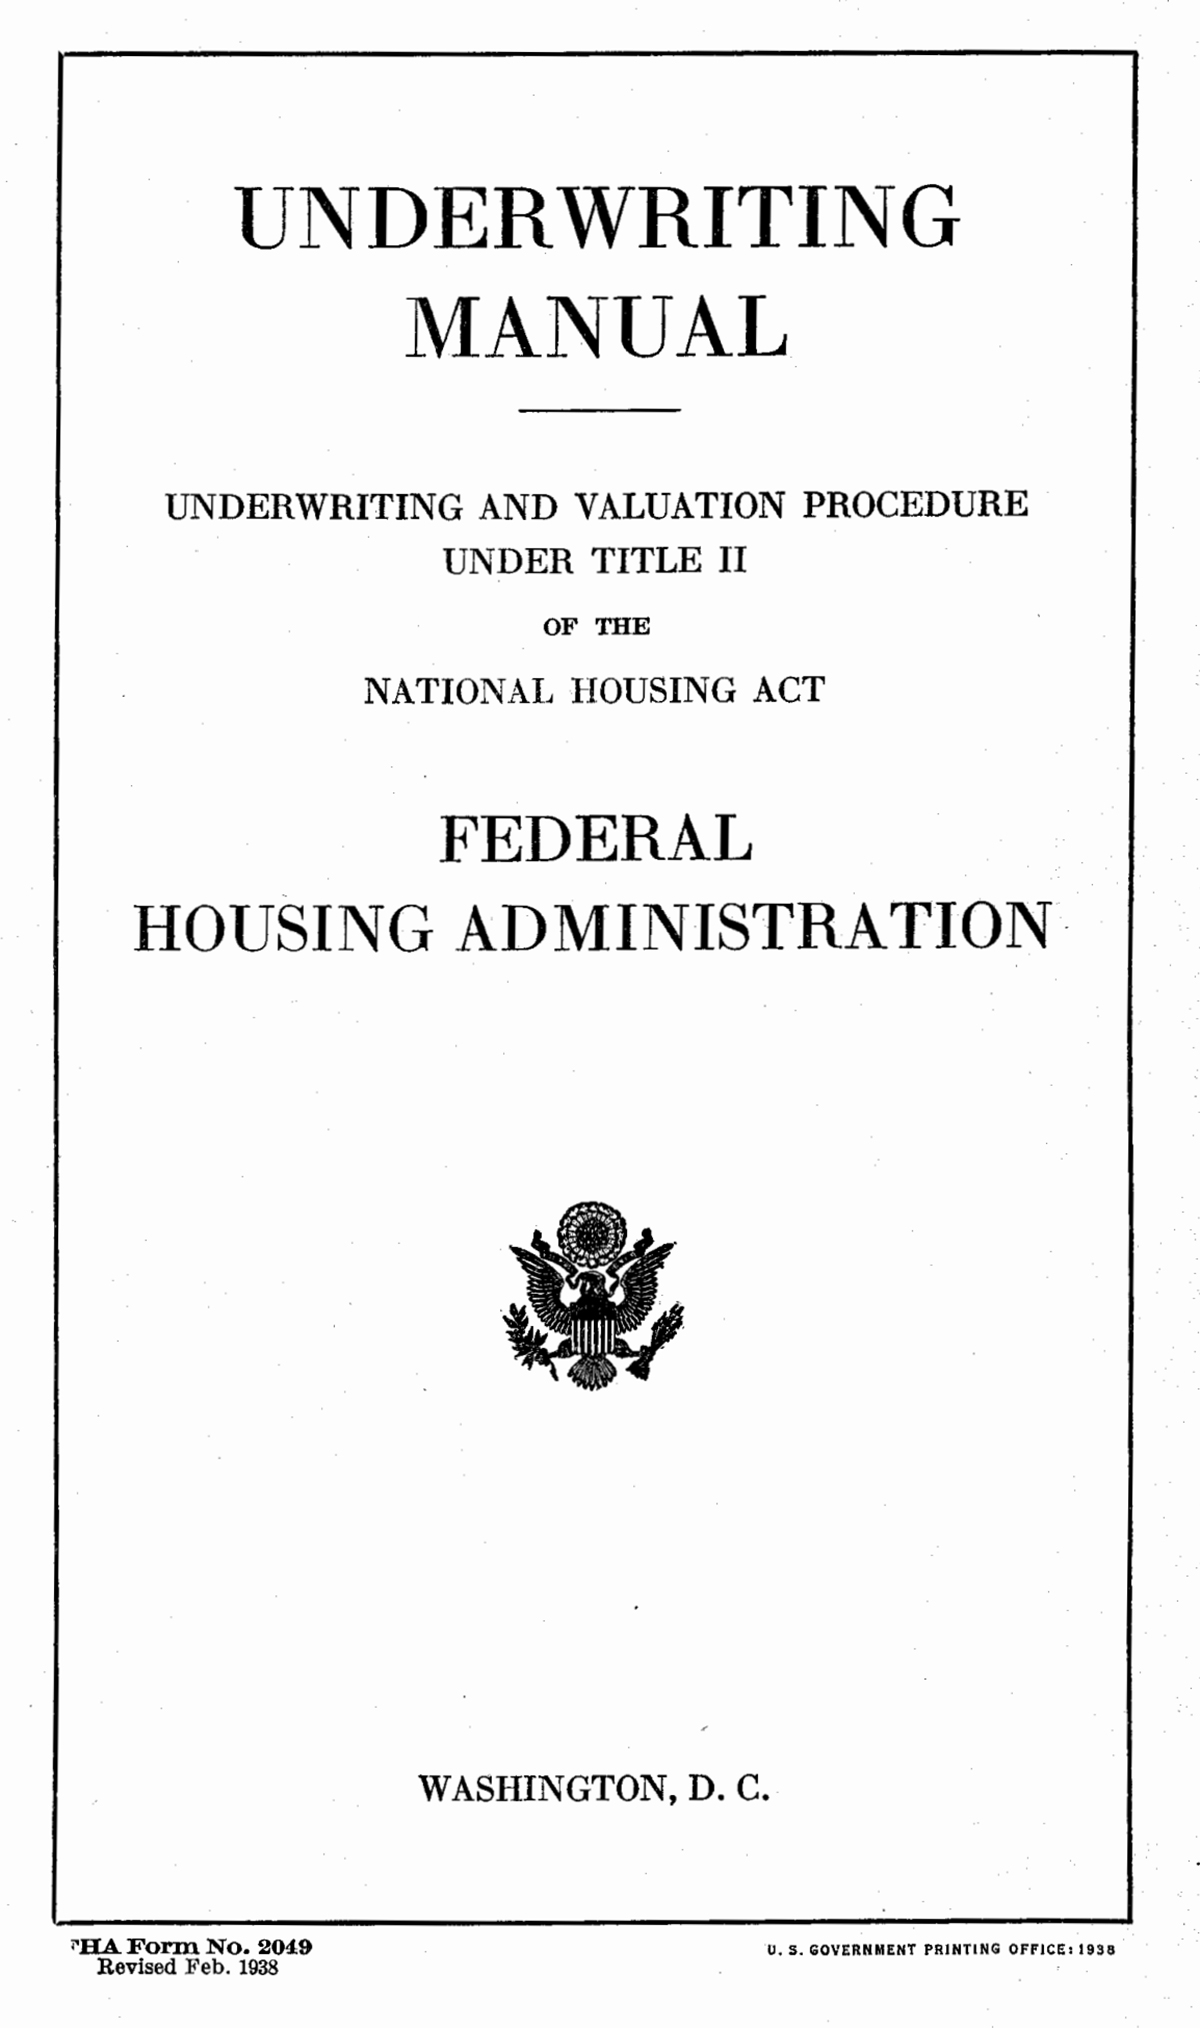 UNDERWRITING
MANUAL
UNDERWRITING AND VALUATION PROCEDURE
UNDER TITLE II
OF THE
NATIONAL HOUSING ACT
FEDERAL
HOUSING ADMINISTRATION
WASHINGTON, D. C.
FHA Form No. 2049
Revised Feb. 1938
U. S. GOVERNMENT PRINTING OFFICE: 1938